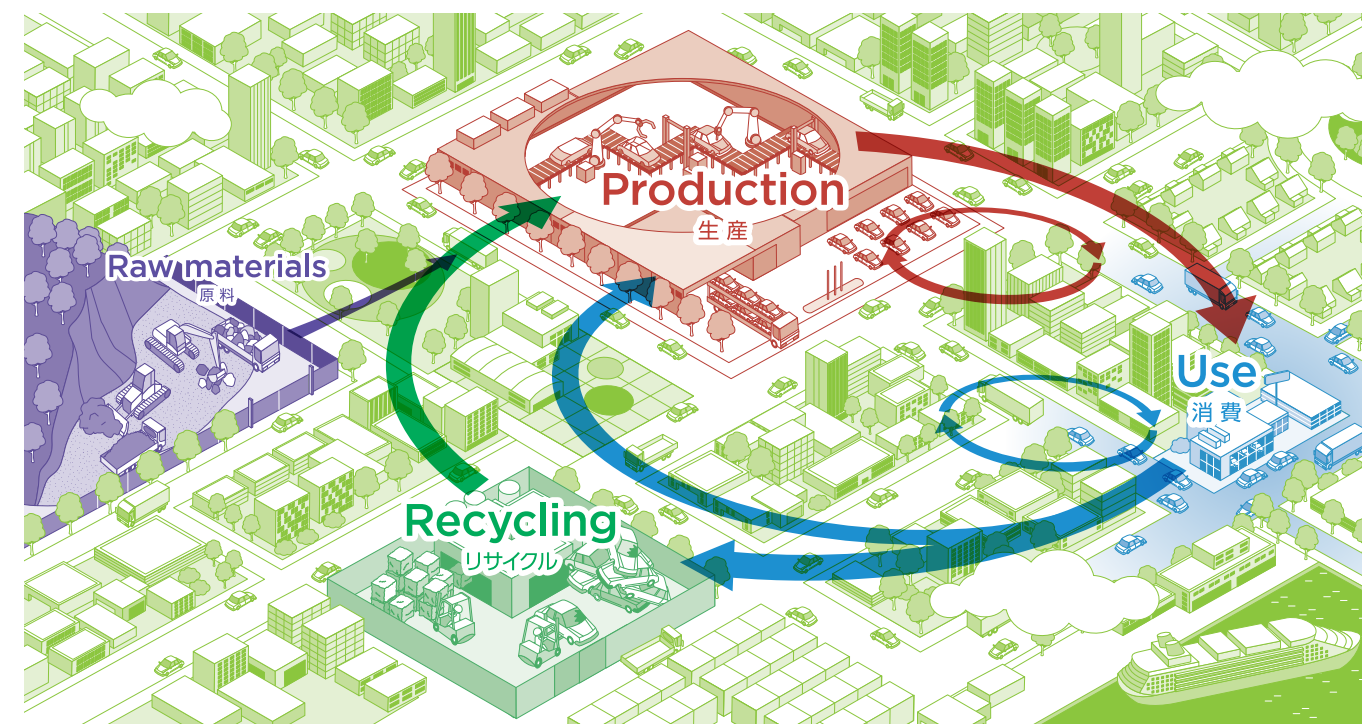 Production
生産
Raw materials
原料
Use
消費
Recycling
リサイクル